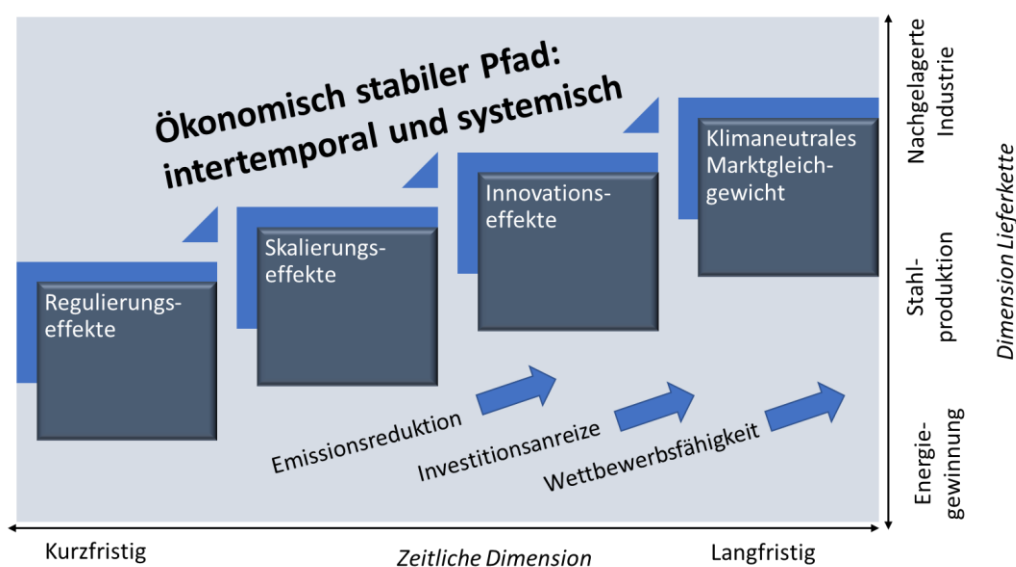 Ökonomisch stabiler Pfad:
intertemporal und systemisch
Regulierungs-
effekte
Skalierungs-
effekte
Innovations-
effekte
Klimaneutrales
Marktgleich-
gewicht
Emissionsreduktion
Investitionsanreize
Wettbewerbsfähigkeit
Nachgelagerte
Industrie
Stahl-
produktion
Energie-
gewinnung
Dimension Lieferkette
Kurzfristig
Zeitliche Dimension
Langfristig